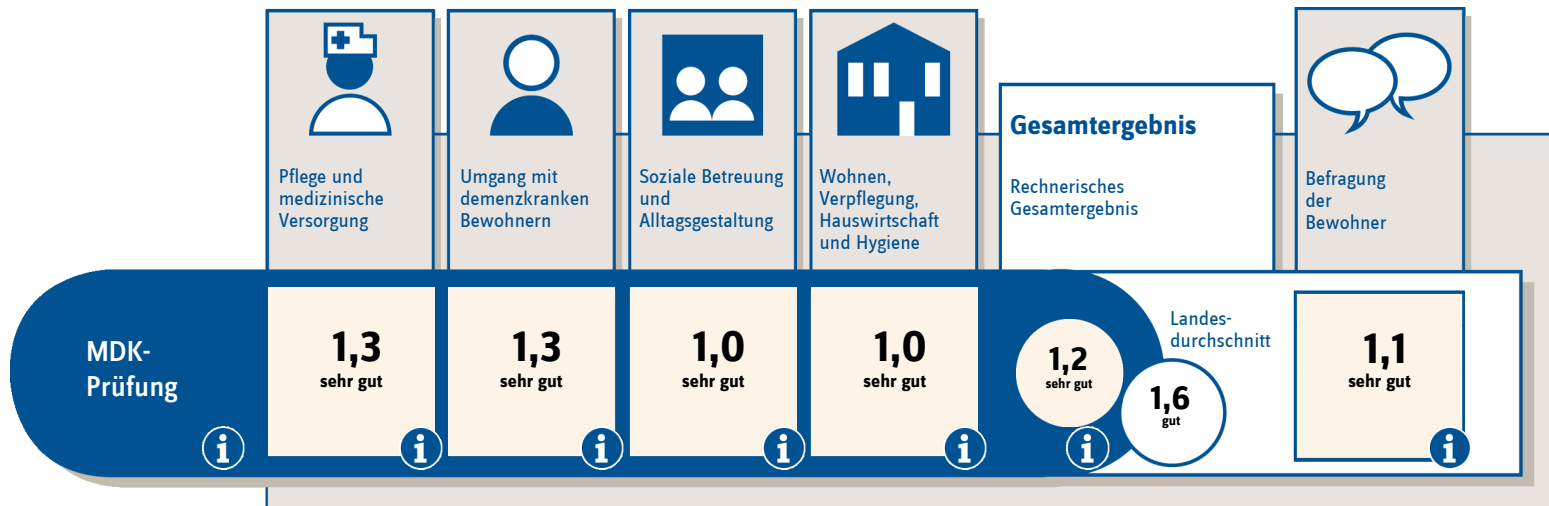 Pflege und
medizinische
Versorgung
Umgang mit
demenzkranken
Bewohnern
Soziale Betreuung
und
Alltagsgestaltung
Wohnen,
Verpflegung,
Hauswirtschaft
und Hygiene
Gesamtergebnis
Rechnerisches
Gesamtergebnis
Befragung
der
Bewohner
MDK-
Prüfung
i
1,3
sehr gut
i
1,3
sehr gut
i
1,0
sehr gut
i
1,0
sehr gut
i
1,2
sehr gut
i
Landes-
durchschnitt
1,6
gut
1,1
sehr gut
i